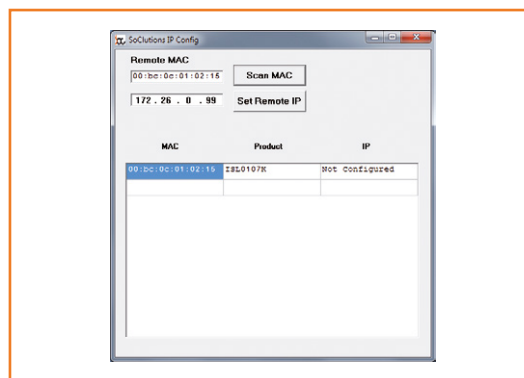 SoClutions IP Config
Remote MAC
00:bc:0c:01:02:15
Scan MAC
172 . 26 . 0 . 99
Set Remote IP
MAC Product IP
00:bc:0c:01:02:15 ISL0107K Not Configured